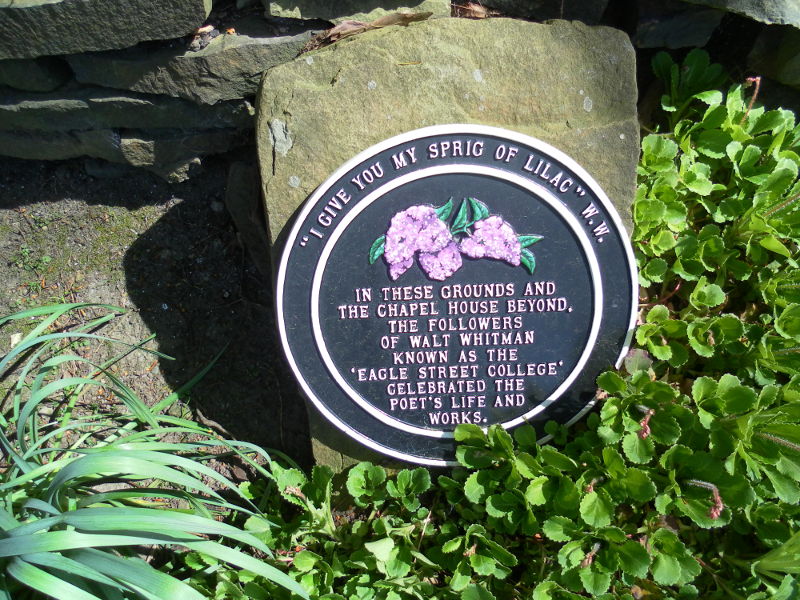 "I GIVE YOU MY SPRIG OF LILAC" W.W.
IN THESE GROUNDS AND
THE CHAPEL HOUSE BEYOND,
THE FOLLOWERS
OF WALT WHITMAN
KNOWN AS THE
'EAGLE STREET COLLEGE'
CELEBRATED THE
POET'S LIFE AND
WORKS.